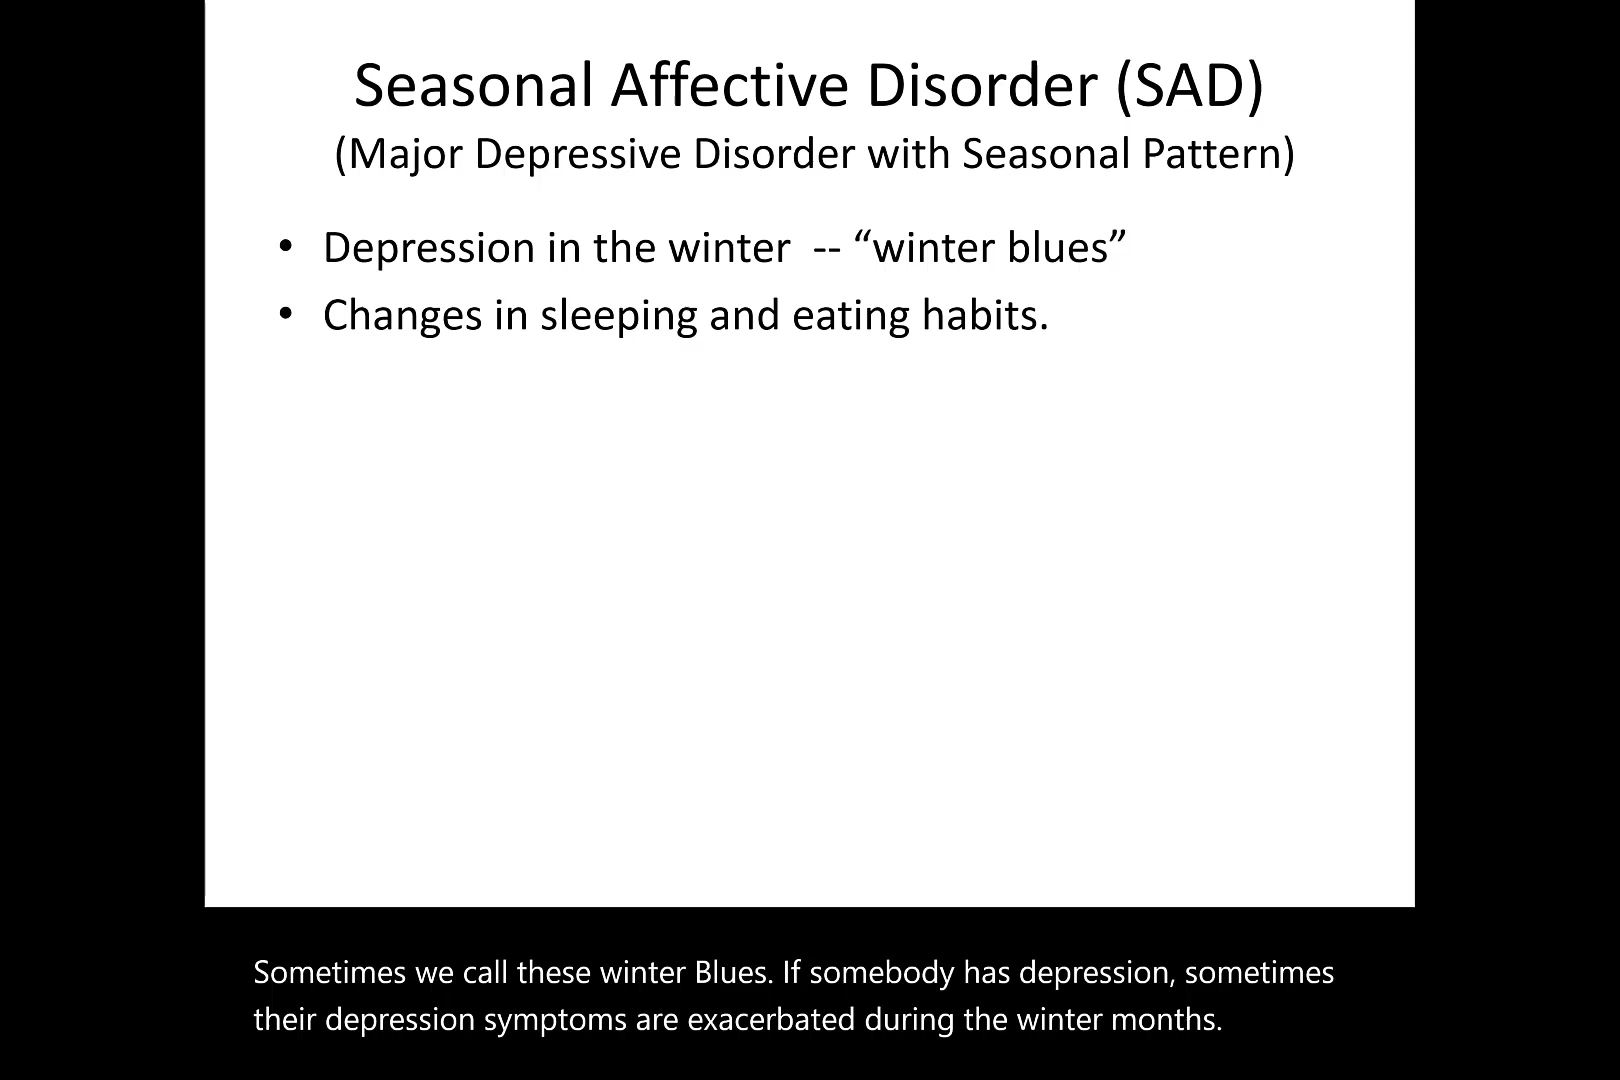 Seasonal Affective Disorder (SAD)
(Major Depressive Disorder with Seasonal Pattern)
• Depression in the winter  -- “winter blues”
• Changes in sleeping and eating habits.
Sometimes we call these winter Blues. If somebody has depression, sometimes
their depression symptoms are exacerbated during the winter months.